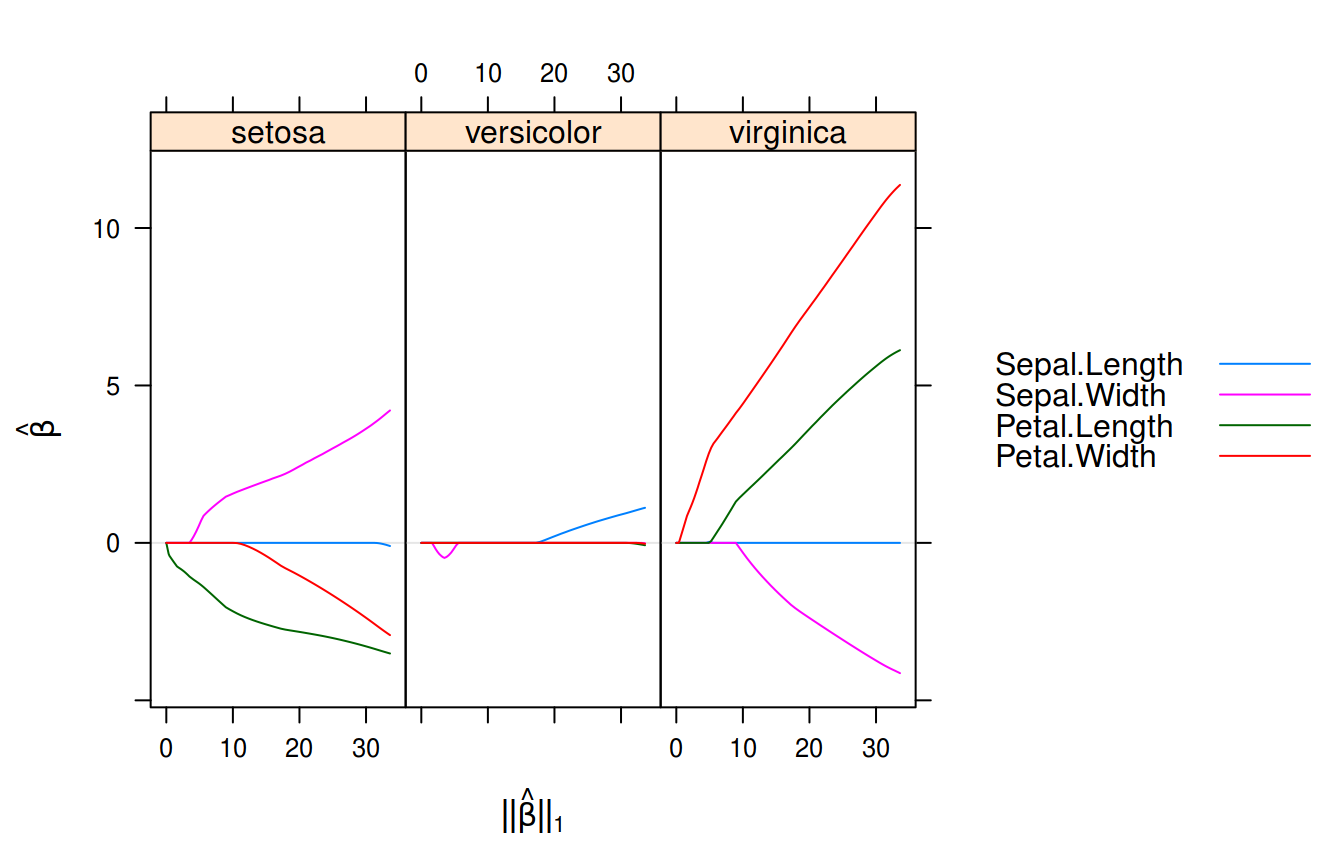 0 10 20 30
setosa versicolor virginica
10
5
0
β̂
0 10 20 30 0 10 20 30
||β̂||₁
Sepal.Length
Sepal.Width
Petal.Length
Petal.Width